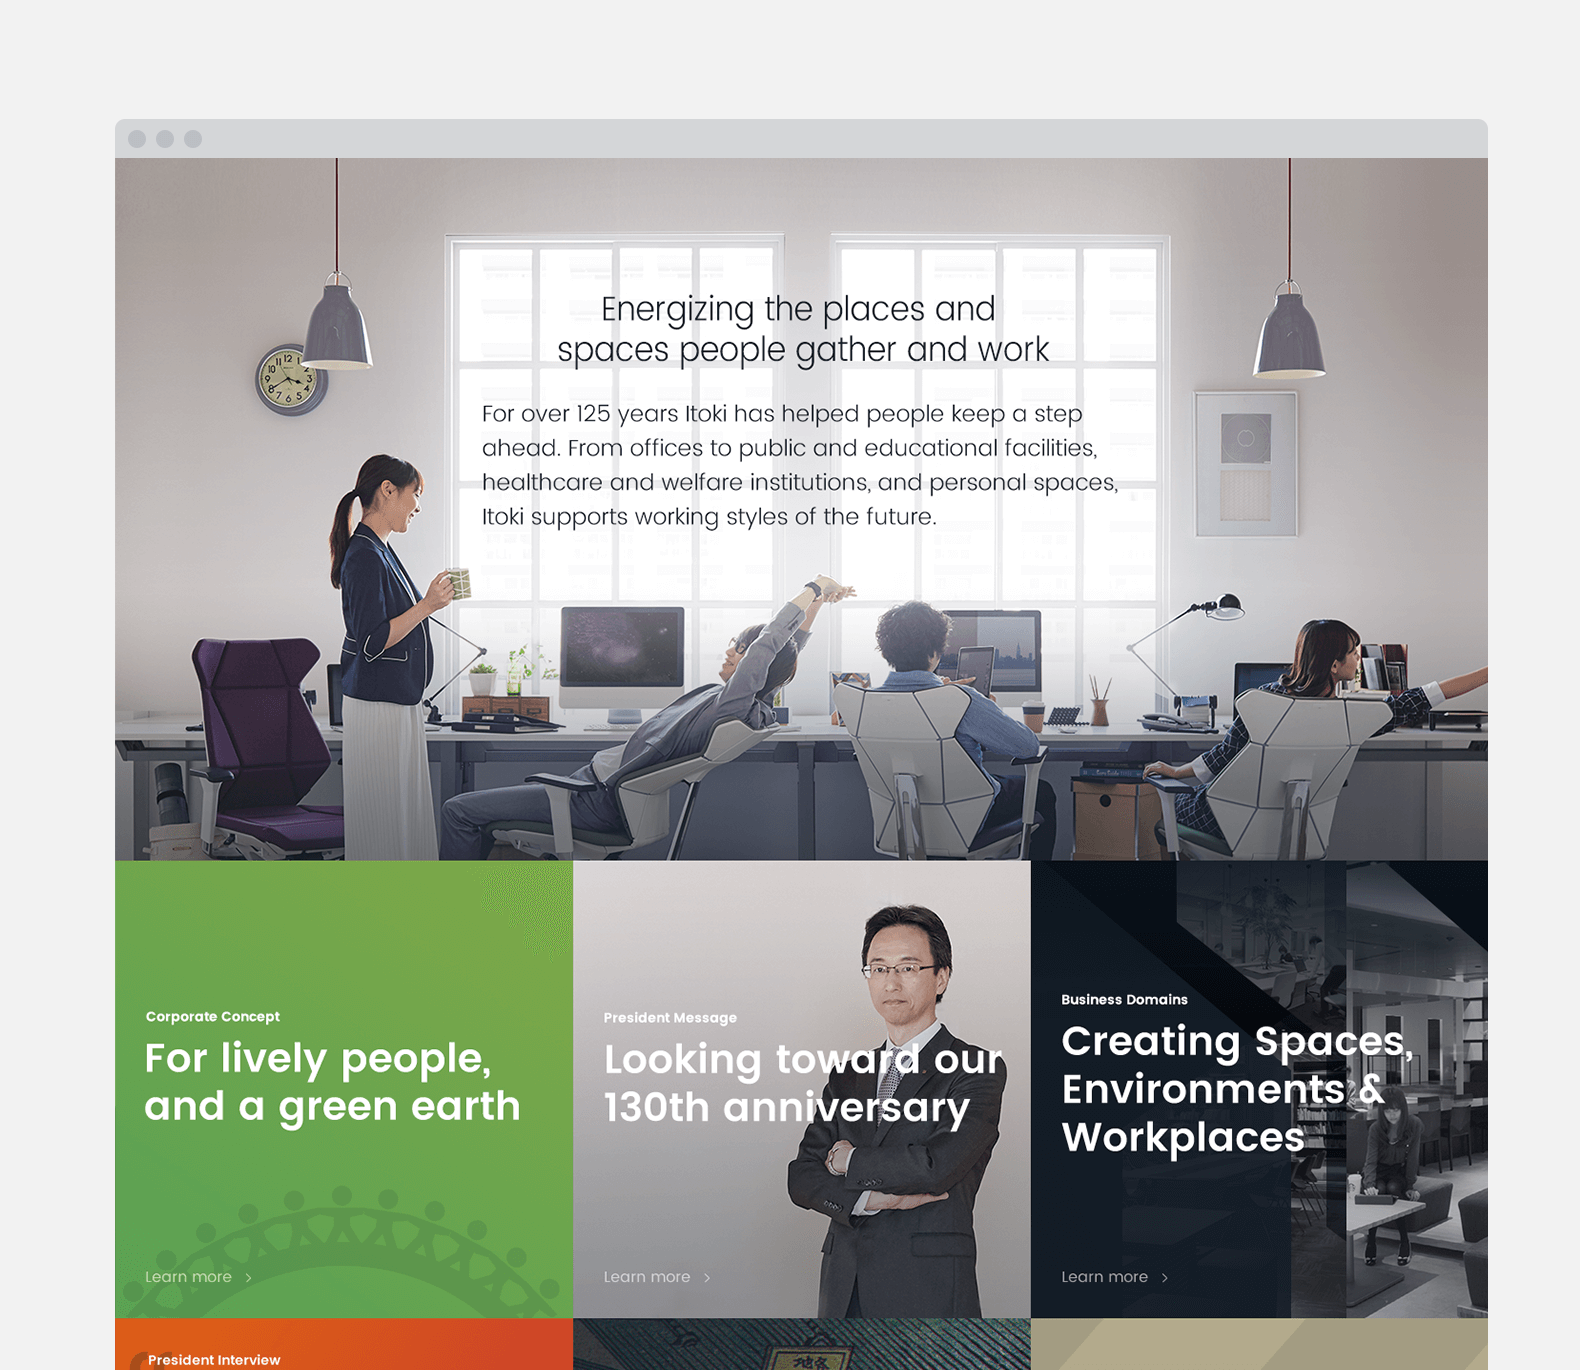 Energizing the places and
spaces people gather and work
For over 125 years Itoki has helped people keep a step
ahead. From offices to public and educational facilities,
healthcare and welfare institutions, and personal spaces,
Itoki supports working styles of the future.
Corporate Concept
For lively people,
and a green earth
Learn more
President Message
Looking toward our
130th anniversary
Learn more
Business Domains
Creating Spaces,
Environments &
Workplaces
Learn more
President Interview